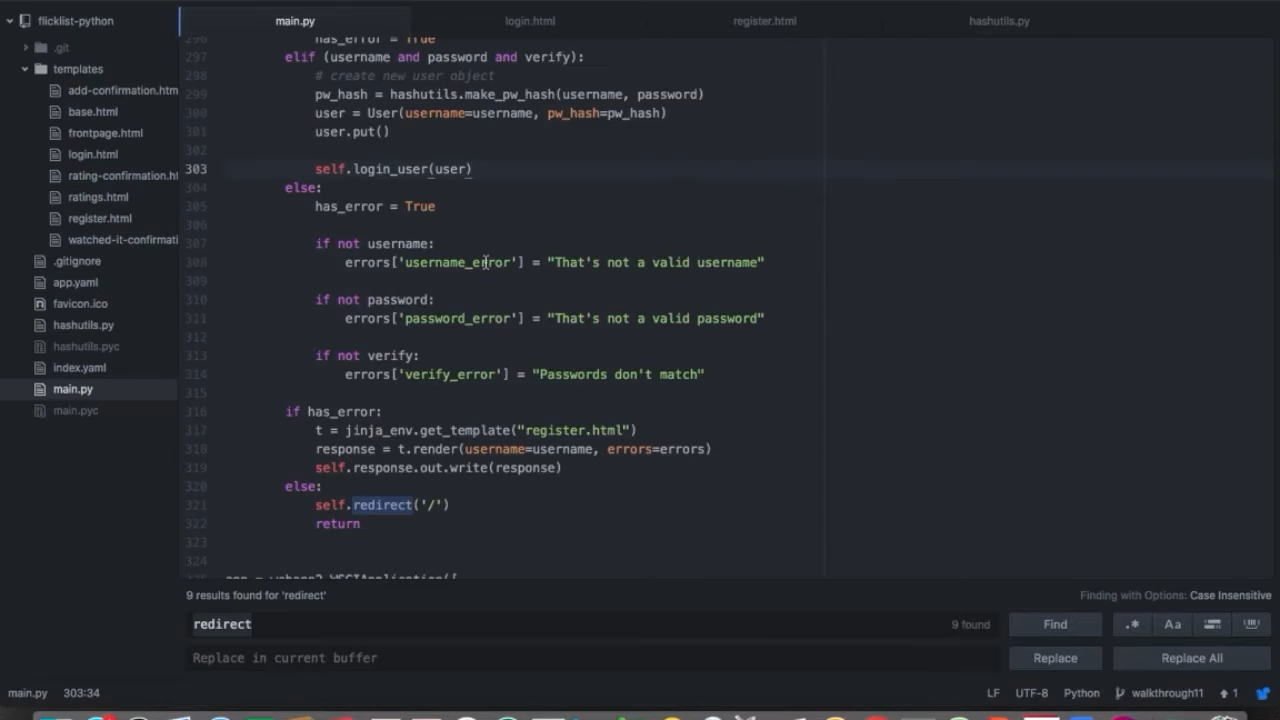 flicklist-python
main.py
login.html
register.html
hashutils.py
.git
templates
add-confirmation.htm
base.html
frontpage.html
login.html
rating-confirmation.ht
ratings.html
register.html
watched-it-confirmati
.gitignore
app.yaml
favicon.ico
hashutils.py
hashutils.pyc
index.yaml
main.py
main.pyc
296 has_error = True
297 elif (username and password and verify):
298 # create new user object
299 pw_hash = hashutils.make_pw_hash(username, password)
300 user = User(username=username, pw_hash=pw_hash)
301 user.put()
302
303 self.login_user(user)
304 else:
305 has_error = True
306
307 if not username:
308 errors['username_error'] = "That's not a valid username"
309
310 if not password:
311 errors['password_error'] = "That's not a valid password"
312
313 if not verify:
314 errors['verify_error'] = "Passwords don't match"
315
316 if has_error:
317 t = jinja_env.get_template("register.html")
318 response = t.render(username=username, errors=errors)
319 self.response.out.write(response)
320 else:
321 self.redirect('/')
322 return
323
324
325 app = webapp2.WSGIApplication([
9 results found for 'redirect'
Finding with Options: Case Insensitive
redirect
9 found
Find
.*
Aa
Replace in current buffer
Replace
Replace All
main.py 303:34
LF UTF-8 Python walkthrough11 1